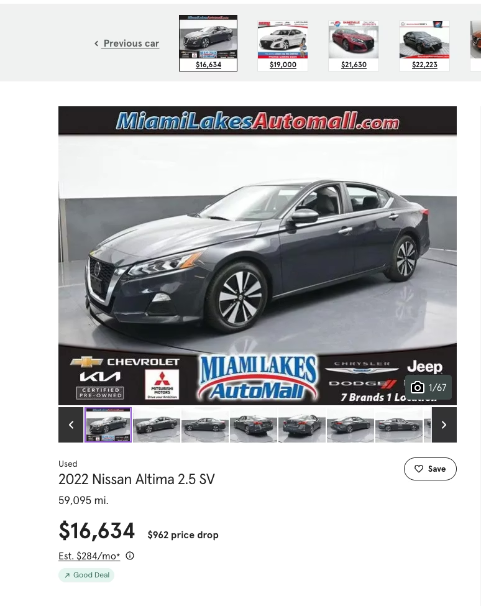 Previous car
$16,634
$19,000
$21,630
$22,223
MiamiLakesAutomall.com
CHEVROLET
KIA
CERTIFIED
PRE-OWNED
MITSUBISHI
MOTORS
MIAMI LAKES
AutoMall
CHRYSLER
Jeep
DODGE
7 Brands 1 Lo
1/67
Used
2022 Nissan Altima 2.5 SV
Save
59,095 mi.
$16,634 $962 price drop
Est. $284/mo*
Good Deal